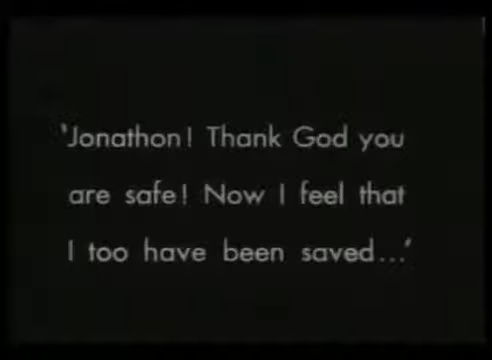 'Jonathon! Thank God you
are safe! Now I feel that
I too have been saved...'